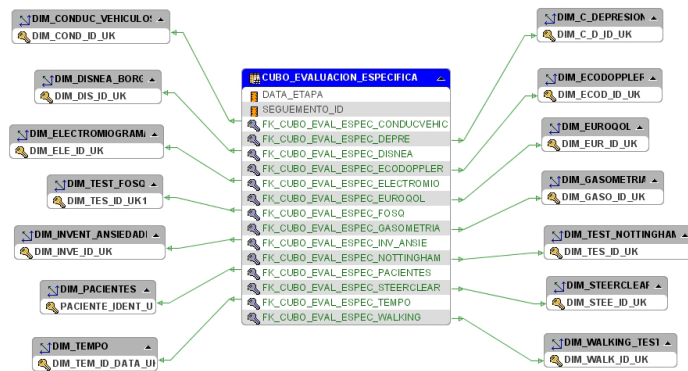 DIM_CONDUC_VEHICULOS
DIM_COND_ID_UK
DIM_DISNEA_BORG
DIM_DIS_ID_UK
DIM_ELECTROMIOGRAMA
DIM_ELE_ID_UK
DIM_TEST_FOSQ
DIM_TES_ID_UK1
DIM_INVENT_ANSIEDAD
DIM_INVE_ID_UK
DIM_PACIENTES
PACIENTE_IDENT_U
DIM_TEMPO
DIM_TEM_ID_DATA_UK
CUBO_EVALUACION_ESPECIFICA
DATA_ETAPA
SEGUEMENTO_ID
FK_CUBO_EVAL_ESPEC_CONDUCVEHIC
FK_CUBO_EVAL_ESPEC_DEPRE
FK_CUBO_EVAL_ESPEC_DISNEA
FK_CUBO_EVAL_ESPEC_ECODOPPLER
FK_CUBO_EVAL_ESPEC_ELECTROMIO
FK_CUBO_EVAL_ESPEC_EUROQOL
FK_CUBO_EVAL_ESPEC_FOSQ
FK_CUBO_EVAL_ESPEC_GASOMETRIA
FK_CUBO_EVAL_ESPEC_INV_ANSIE
FK_CUBO_EVAL_ESPEC_NOTTINGHAM
FK_CUBO_EVAL_ESPEC_PACIENTES
FK_CUBO_EVAL_ESPEC_STEERCLEAR
FK_CUBO_EVAL_ESPEC_TEMPO
FK_CUBO_EVAL_ESPEC_WALKING
DIM_C_DEPRESION
DIM_C_D_ID_UK
DIM_ECODOPPLER
DIM_ECOD_ID_UK
DIM_EUROQOL
DIM_EUR_ID_UK
DIM_GASOMETRIA
DIM_GASO_ID_UK
DIM_TEST_NOTTINGHAM
DIM_TES_ID_UK
DIM_STEERCLEAR
DIM_STEE_ID_UK
DIM_WALKING_TEST
DIM_WALK_ID_UK